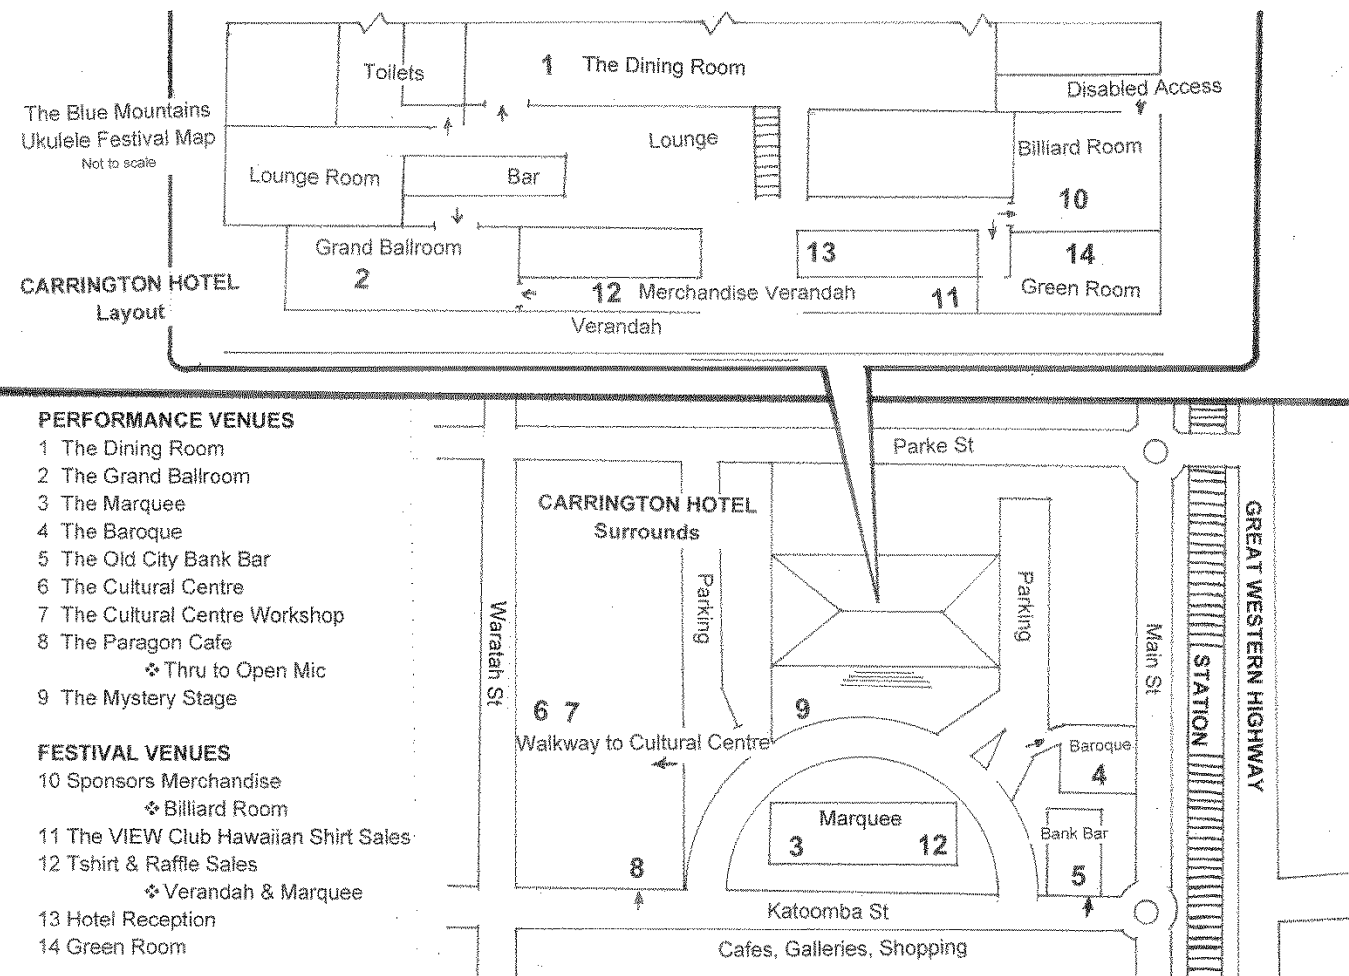 Toilets
1 The Dining Room
Disabled Access
The Blue Mountains
Ukulele Festival Map
Not to scale
Lounge
Billiard Room
Lounge Room
Bar
10
Grand Ballroom
2
13
14
CARRINGTON HOTEL
Layout
12 Merchandise Verandah
11
Green Room
Verandah
PERFORMANCE VENUES
1 The Dining Room
2 The Grand Ballroom
3 The Marquee
4 The Baroque
5 The Old City Bank Bar
6 The Cultural Centre
7 The Cultural Centre Workshop
8 The Paragon Cafe
❖ Thru to Open Mic
9 The Mystery Stage
FESTIVAL VENUES
10 Sponsors Merchandise
❖ Billiard Room
11 The VIEW Club Hawaiian Shirt Sales
12 Tshirt & Raffle Sales
❖ Verandah & Marquee
13 Hotel Reception
14 Green Room
Parke St
CARRINGTON HOTEL
Surrounds
Parking
Parking
Waratah St
Main St
STATION
GREAT WESTERN HIGHWAY
6 7
9
Walkway to Cultural Centre
Baroque
4
Marquee
3
12
Bank Bar
5
8
Katoomba St
Cafes, Galleries, Shopping